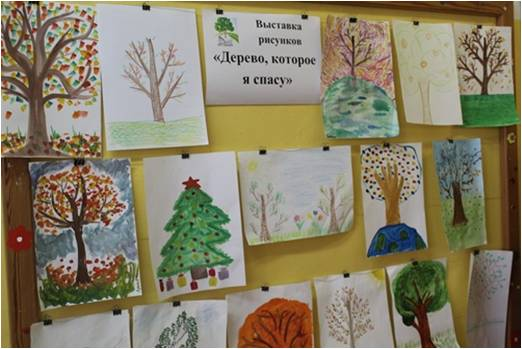 Выставка
рисунков
«Дерево, которое
я спасу»